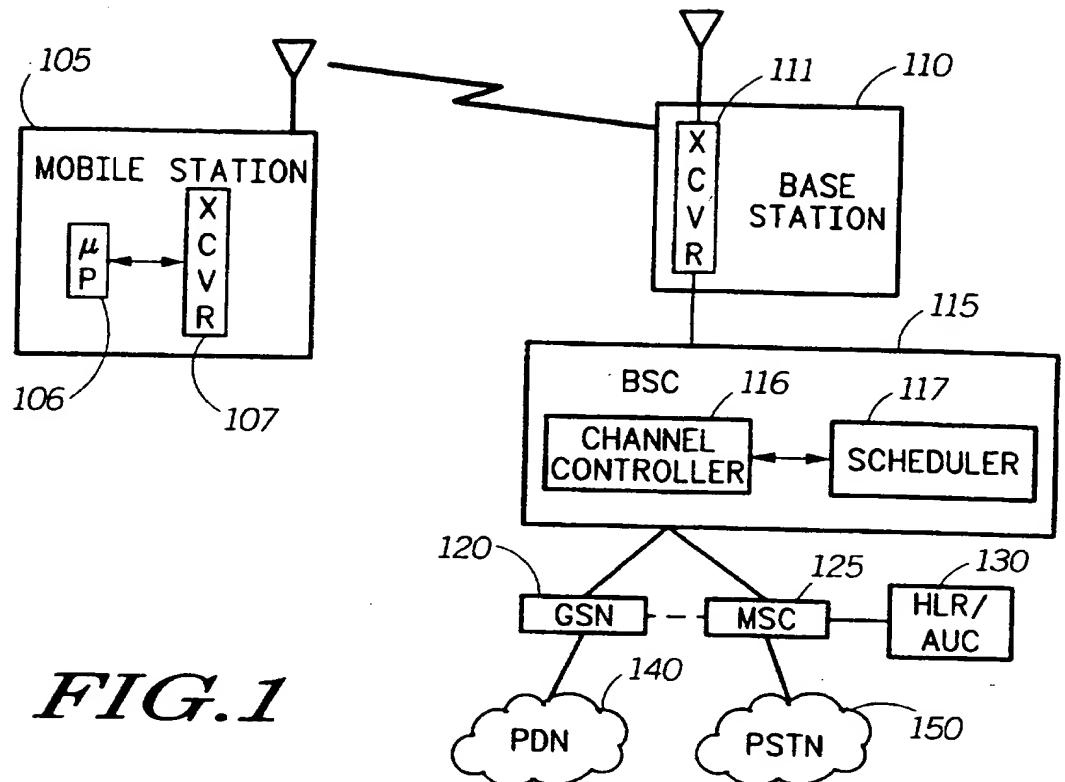 105
111
110
MOBILE STATION
X
C
V
R
μ
P
X
C
V
R
BASE
STATION
106
107
115
BSC
116
117
CHANNEL
CONTROLLER
SCHEDULER
120
125
130
GSN
MSC
HLR/
AUC
FIG.1
140
150
PDN
PSTN